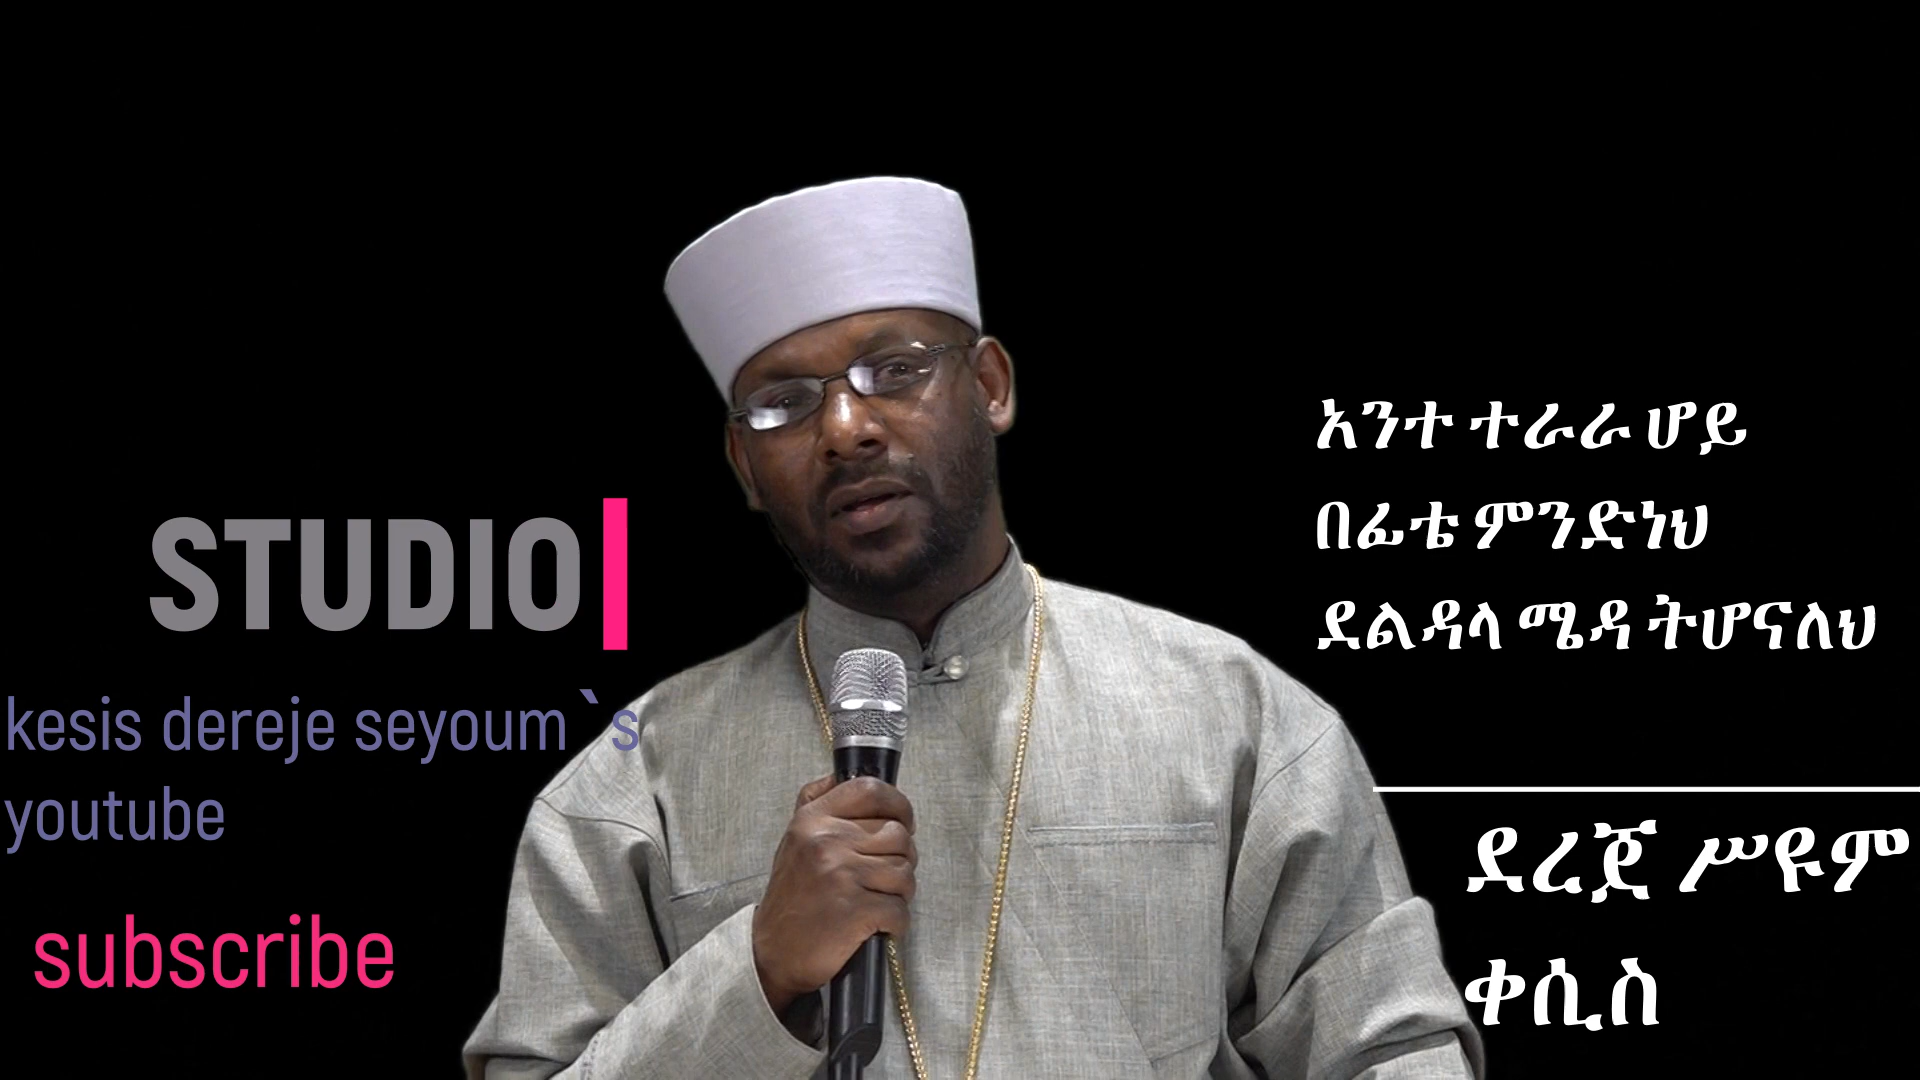 STUDIO
kesis dereje seyoum`s
youtube
subscribe
አንተ ተራራ ሆይ
በፊቴ ምንድነህ
ደልዳላ ሜዳ ትሆናለህ
ደረጀ ሥዩም
ቀሲስ